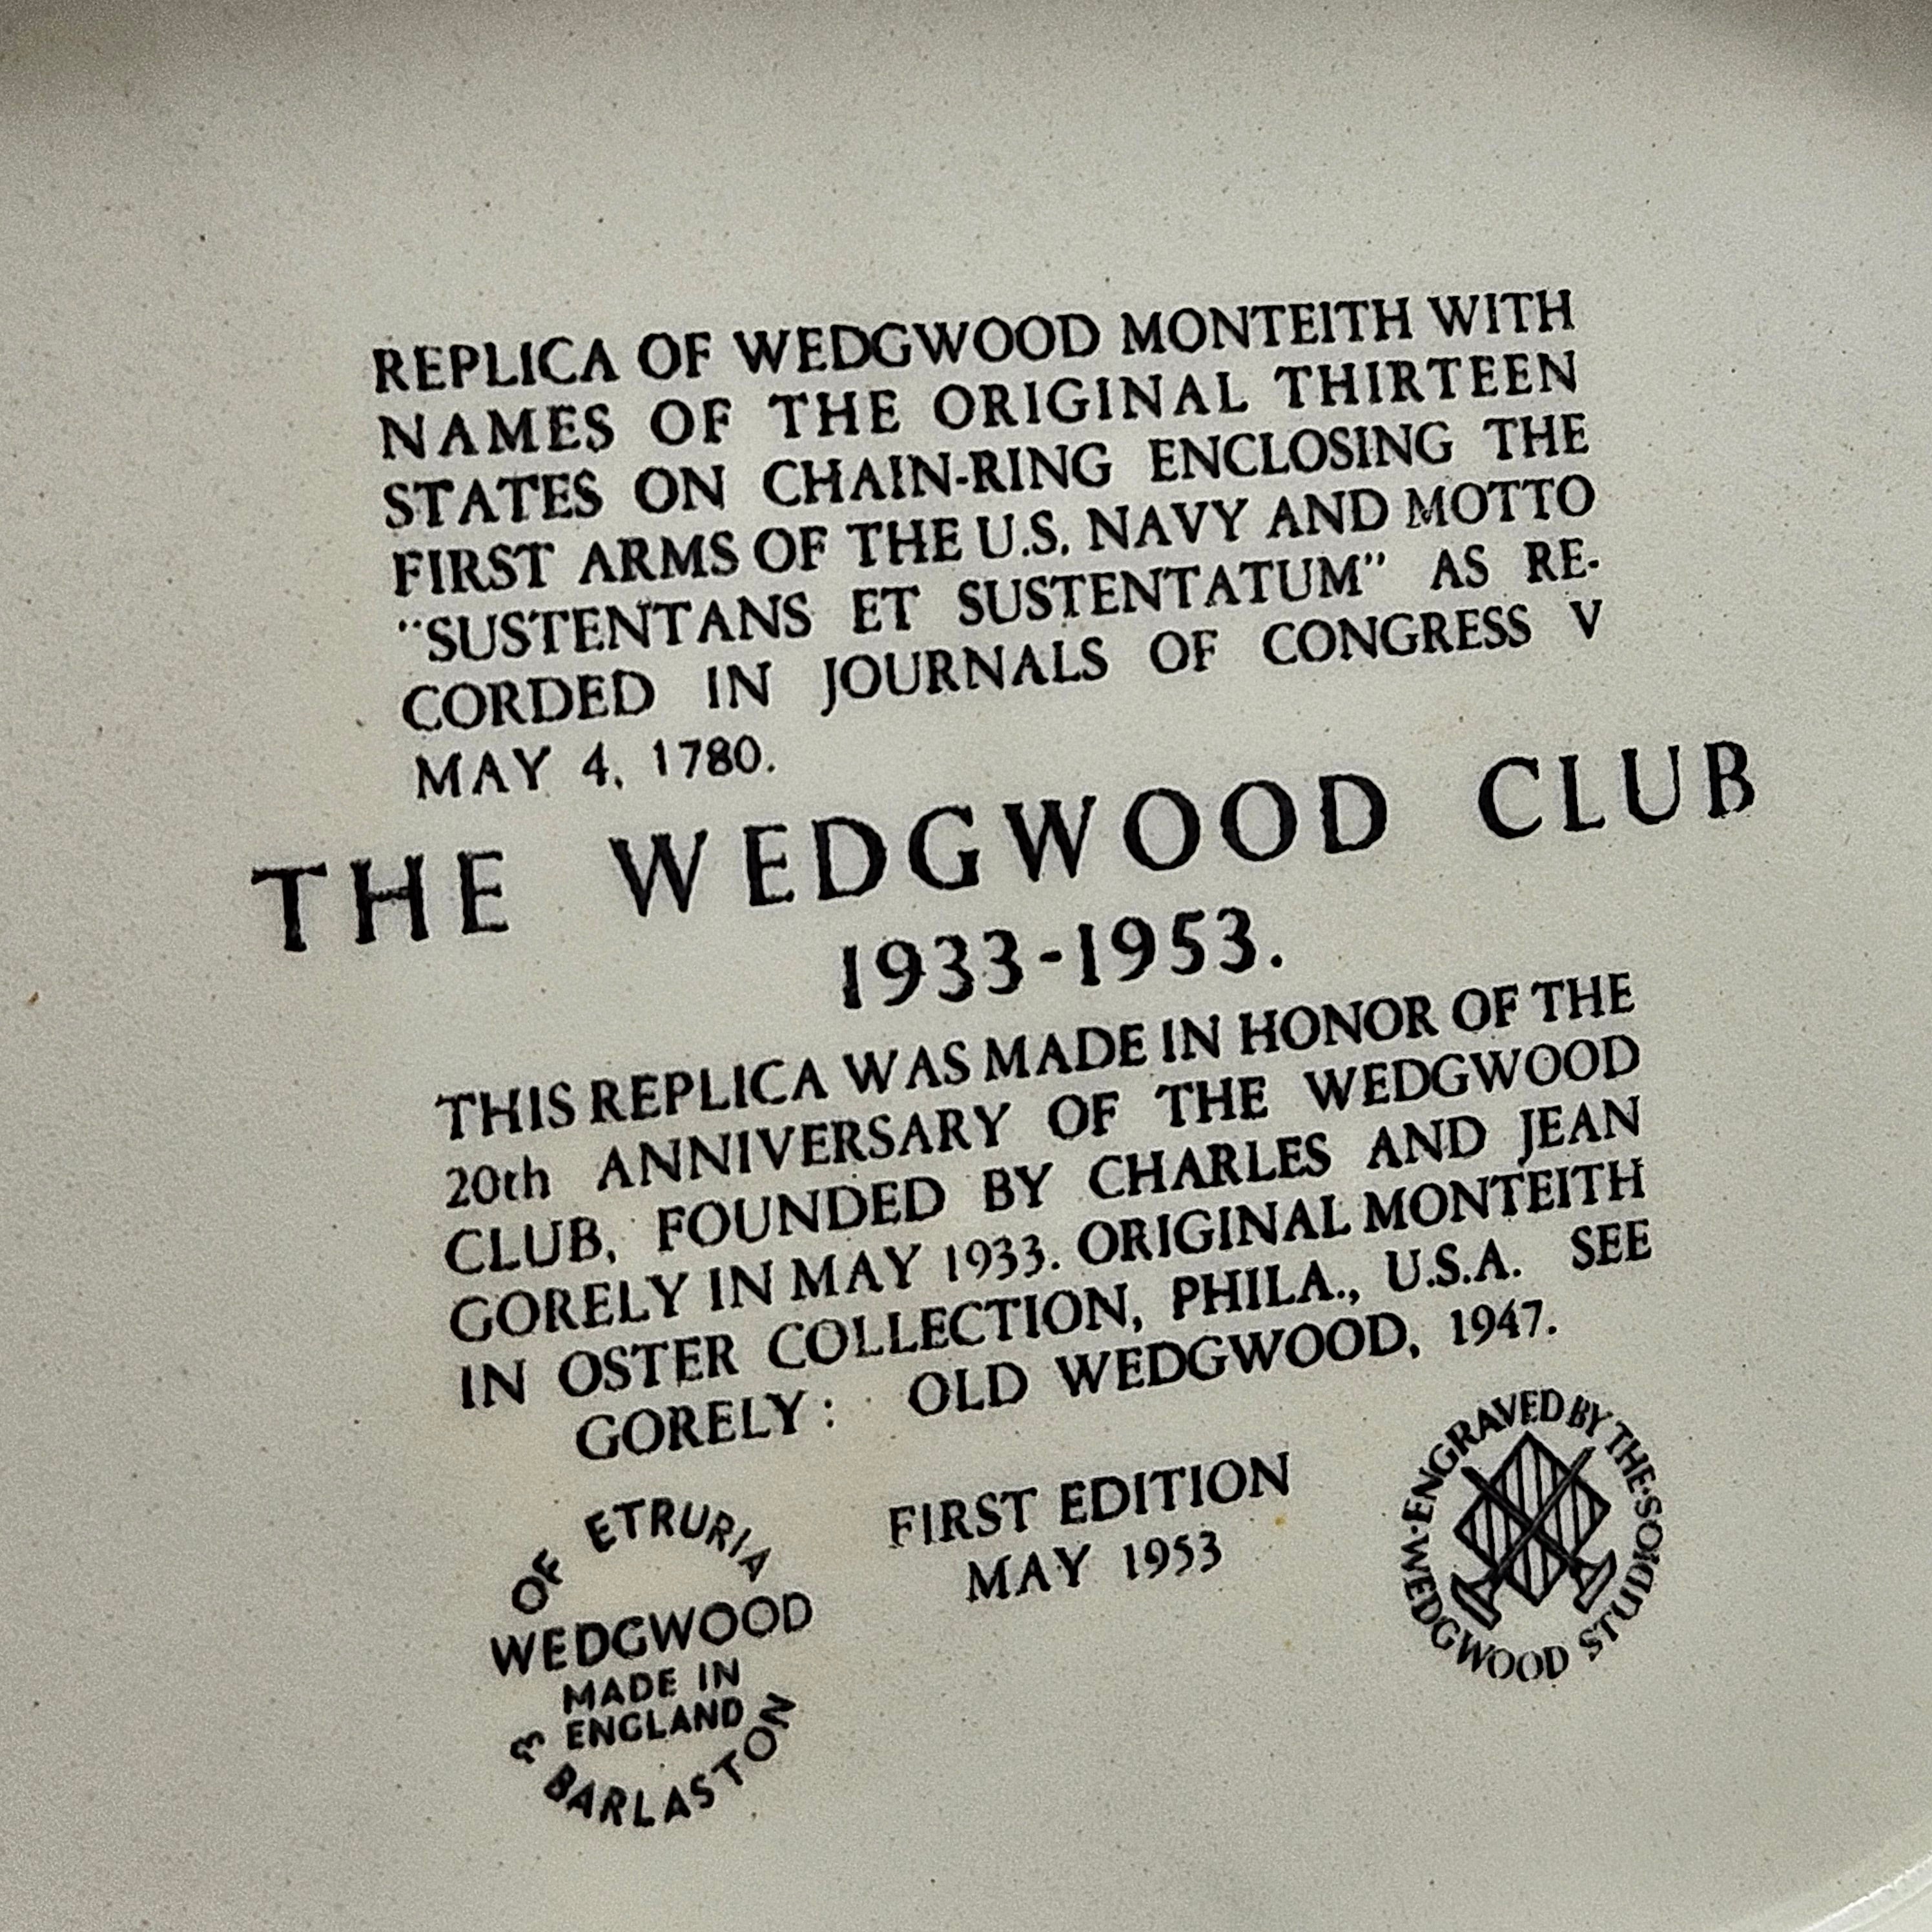 REPLICA OF WEDGWOOD MONTEITH WITH
NAMES OF THE ORIGINAL THIRTEEN
STATES ON CHAIN-RING ENCLOSING THE
FIRST ARMS OF THE U.S. NAVY AND MOTTO
"SUSTENTANS ET SUSTENTATUM" AS RE-
CORDED IN JOURNALS OF CONGRESS V
MAY 4, 1780.
THE WEDGWOOD CLUB
1933-1953.
THIS REPLICA WAS MADE IN HONOR OF THE
20th ANNIVERSARY OF THE WEDGWOOD
CLUB, FOUNDED BY CHARLES AND JEAN
GORELY IN MAY 1933. ORIGINAL MONTEITH
IN OSTER COLLECTION, PHILA., U.S.A. SEE
GORELY: OLD WEDGWOOD, 1947.
OF ETRURIA
WEDGWOOD
MADE IN
ENGLAND
& BARLASTON
FIRST EDITION
MAY 1953
ENGRAVED BY THE·SOIDUTS
WEDGWOOD STUDIOS·